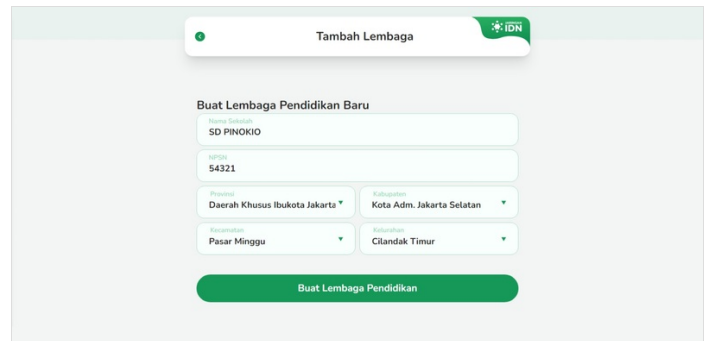 Tambah Lembaga
IDN
Buat Lembaga Pendidikan Baru
Nama Sekolah
SD PINOKIO
NPSN
54321
Provinsi
Daerah Khusus Ibukota Jakarta
Kabupaten
Kota Adm. Jakarta Selatan
Kecamatan
Pasar Minggu
Kelurahan
Cilandak Timur
Buat Lembaga Pendidikan